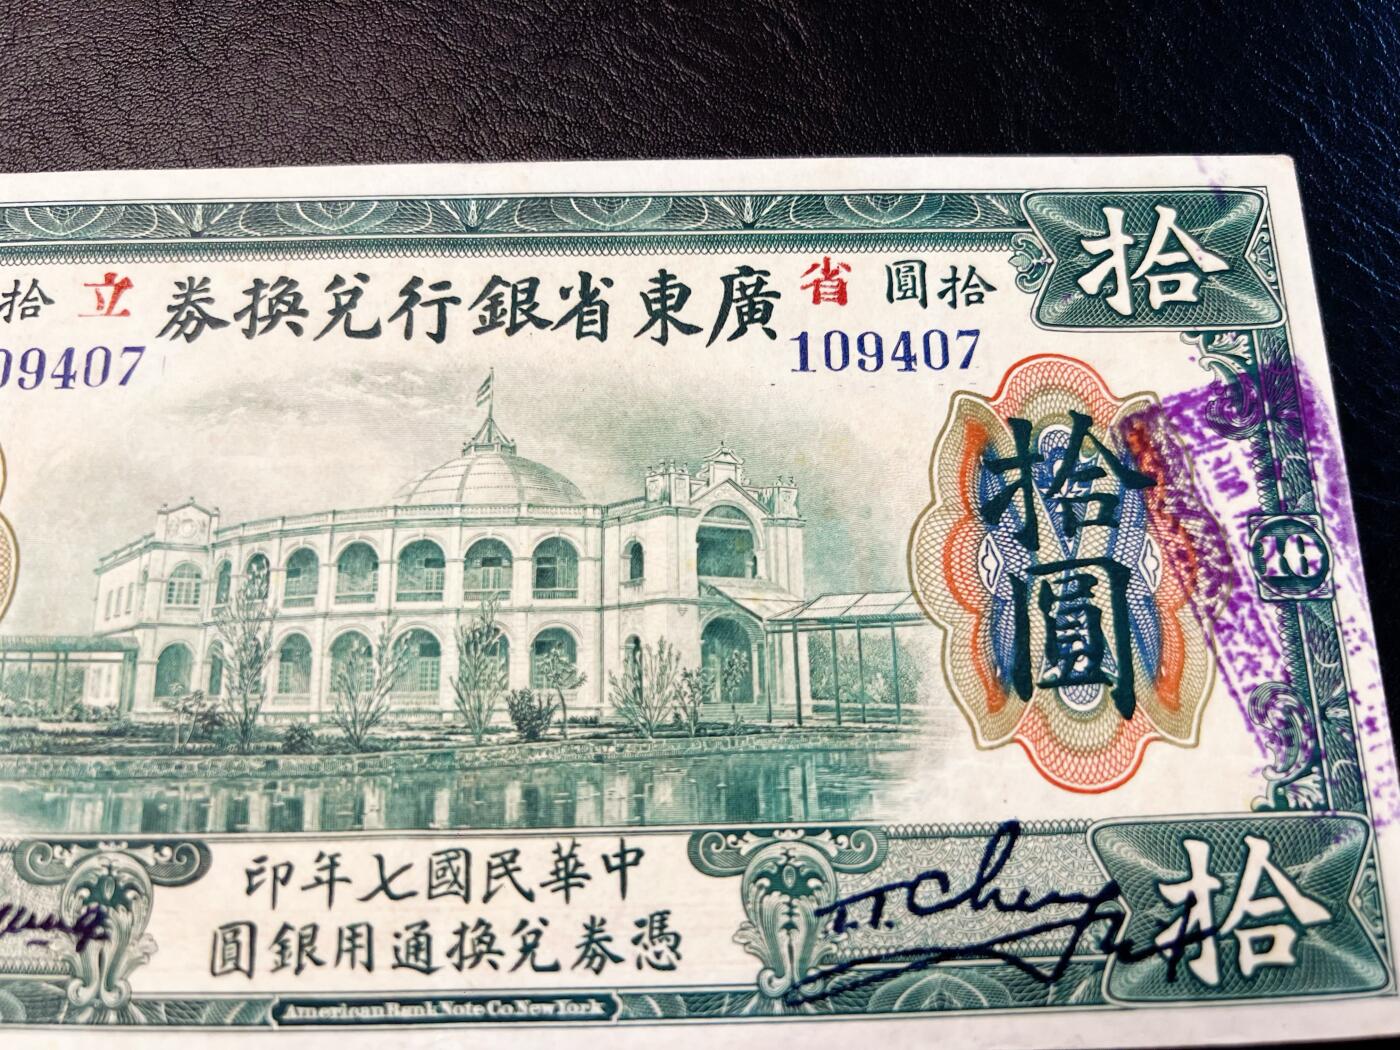 拾
拾圓 省 廣東省銀行兌換券 立 拾
109407
09407
拾圓
10
中華民國七年印
憑券兌換通用銀圓
拾
American Bank Note Co. New York